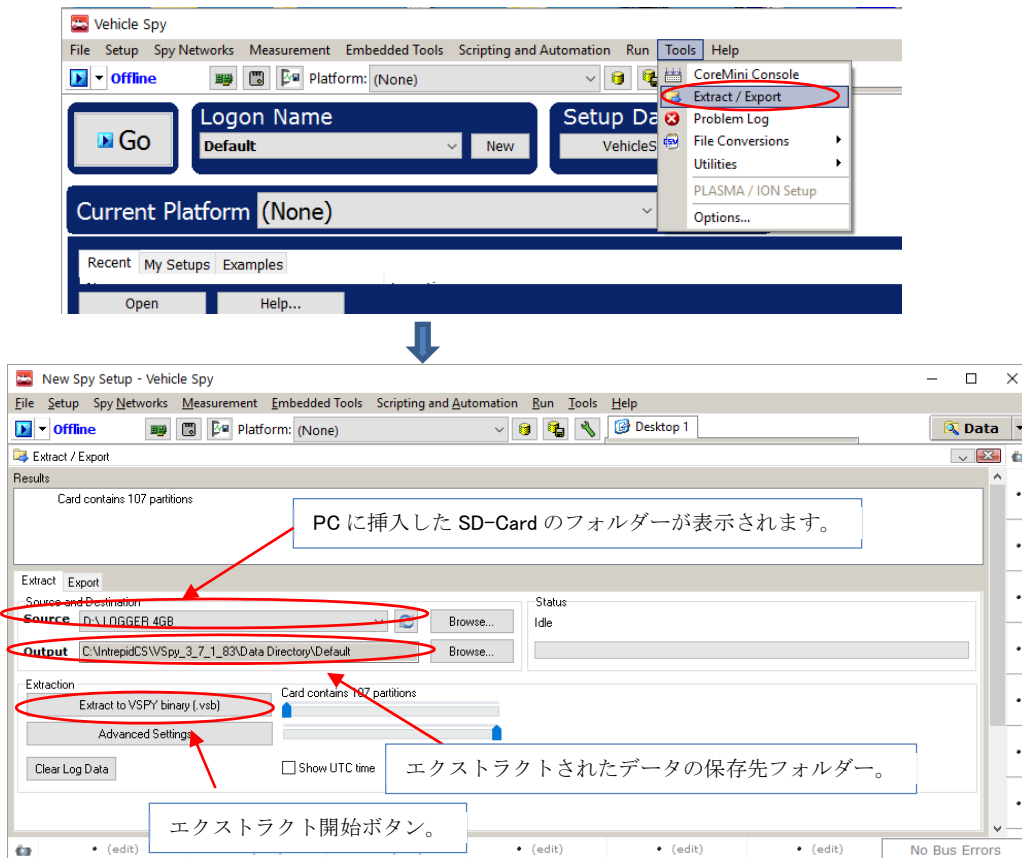 Vehicle Spy
File Setup Spy Networks Measurement Embedded Tools Scripting and Automation Run Tools Help
Offline Platform: (None)
CoreMini Console
Extract / Export
Problem Log
File Conversions
Utilities
PLASMA / ION Setup
Options...
Go
Logon Name
Default New
Setup Da
VehicleS
Current Platform (None)
Recent My Setups Examples
Open Help...
New Spy Setup - Vehicle Spy
File Setup Spy Networks Measurement Embedded Tools Scripting and Automation Run Tools Help
Offline Platform: (None) Desktop 1 Data
Extract / Export
Results
Card contains 107 partitions
PC に挿入した SD-Card のフォルダーが表示されます。
Extract Export
Source and Destination
Source D:\ LOGGER 4GB Browse...
Output C:\IntrepidCS\VSpy_3_7_1_83\Data Directory\Default Browse...
Status
Idle
Extraction
Extract to VSPY binary (.vsb)
Card contains 107 partitions
Advanced Settings
Clear Log Data
Show UTC time
エクストラクトされたデータの保存先フォルダー。
エクストラクト開始ボタン。
• (edit) • (edit) • (edit) • (edit) No Bus Errors